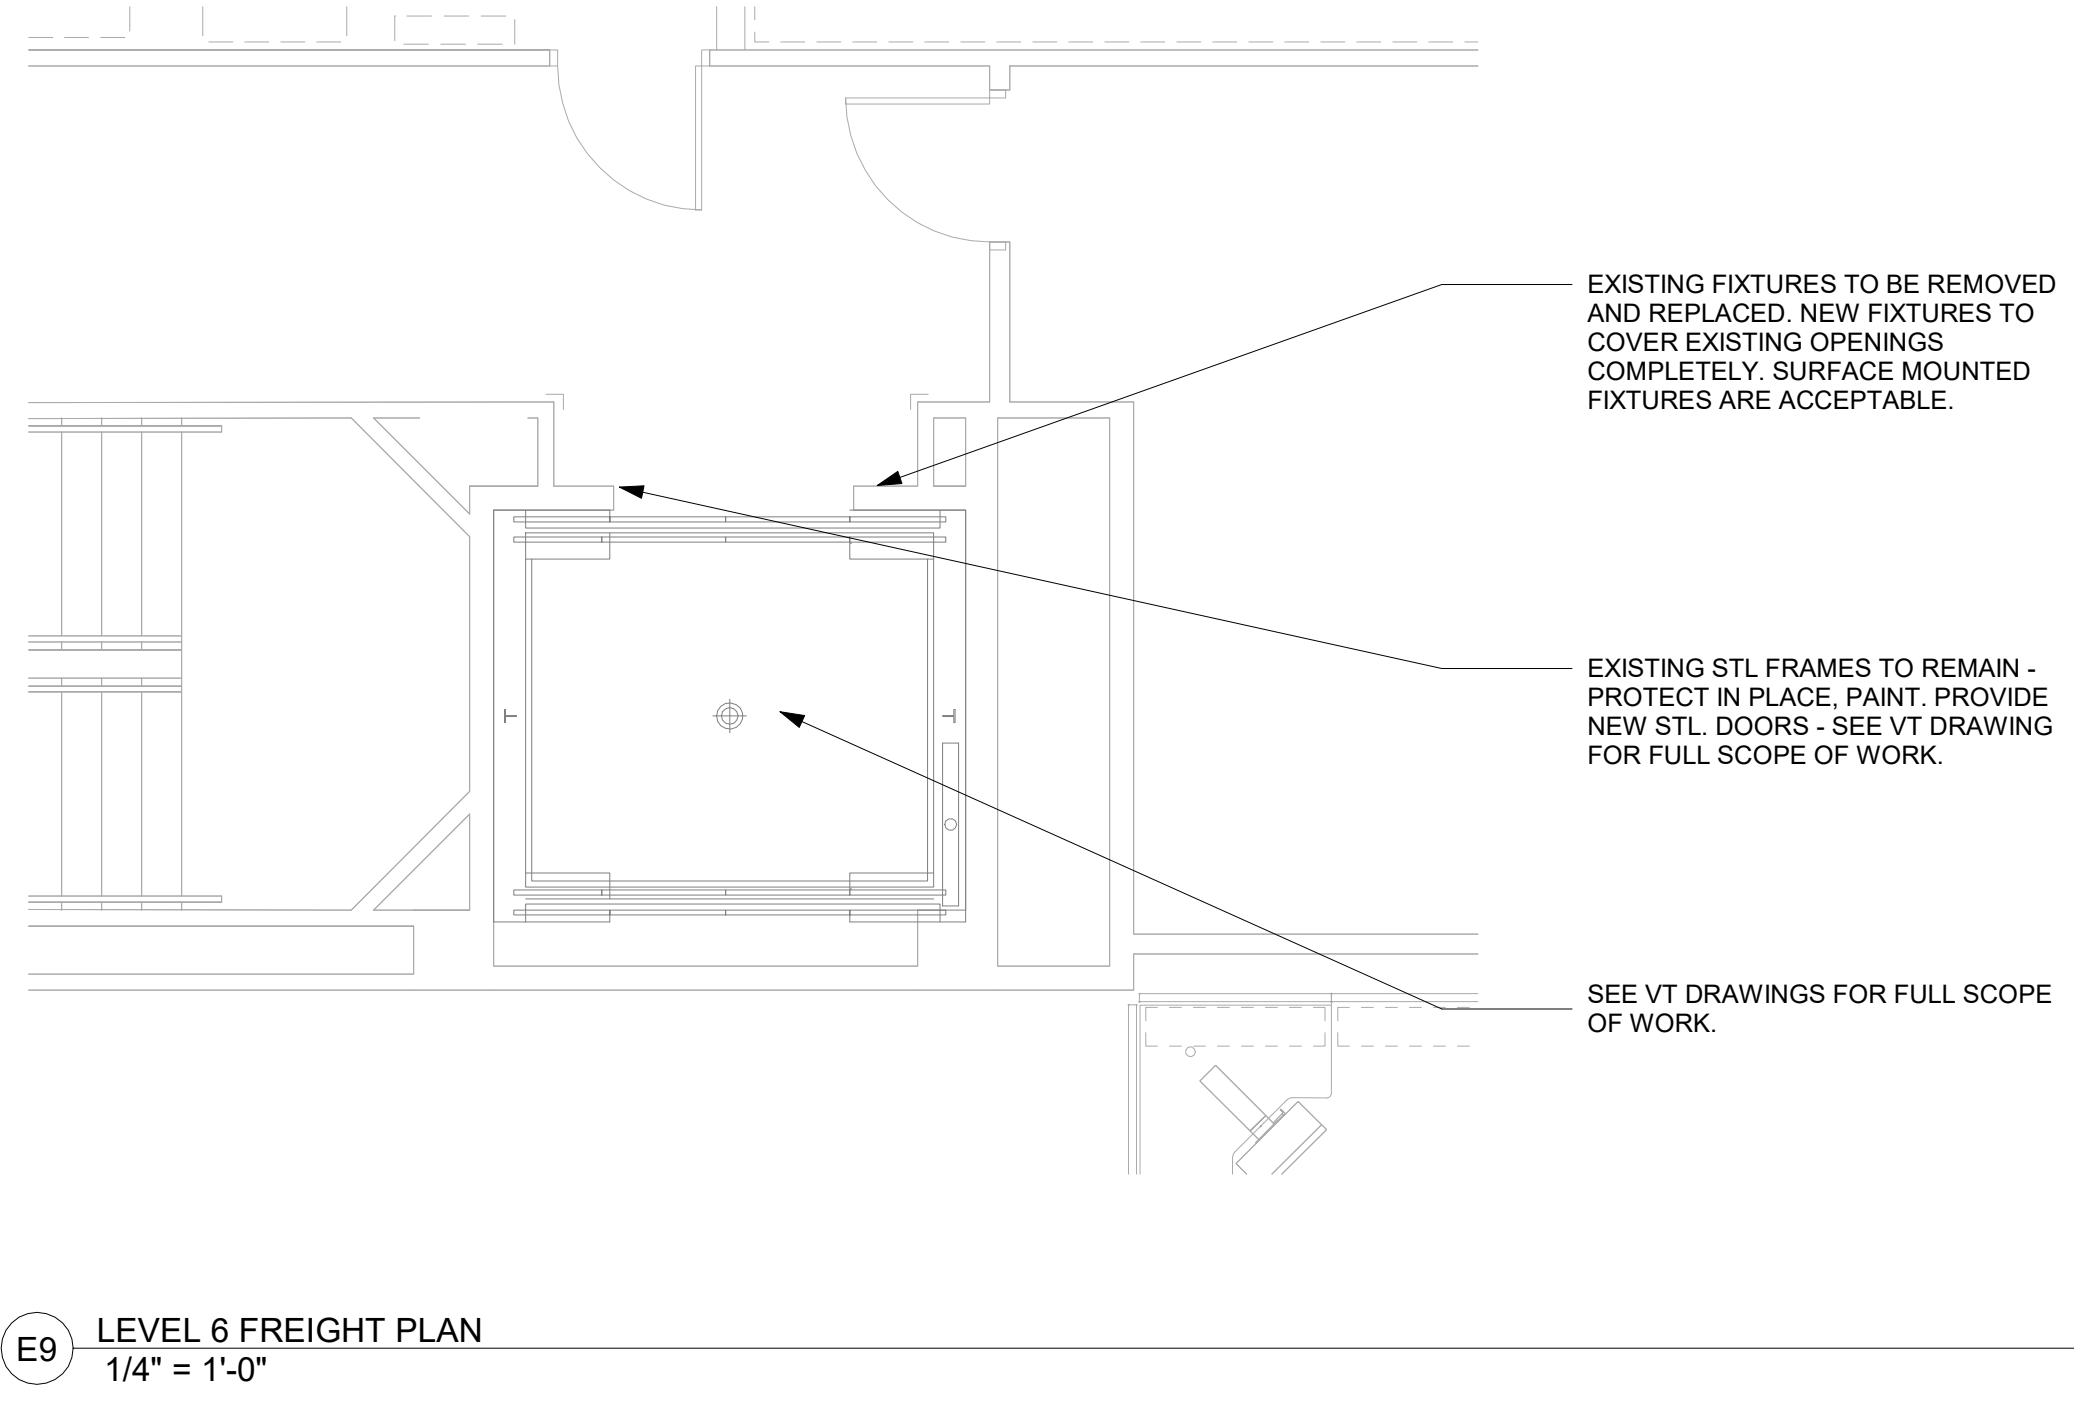 EXISTING FIXTURES TO BE REMOVED
AND REPLACED. NEW FIXTURES TO
COVER EXISTING OPENINGS
COMPLETELY. SURFACE MOUNTED
FIXTURES ARE ACCEPTABLE.
EXISTING STL FRAMES TO REMAIN -
PROTECT IN PLACE, PAINT. PROVIDE
NEW STL. DOORS - SEE VT DRAWING
FOR FULL SCOPE OF WORK.
SEE VT DRAWINGS FOR FULL SCOPE
OF WORK.
E9
LEVEL 6 FREIGHT PLAN
1/4" = 1'-0"